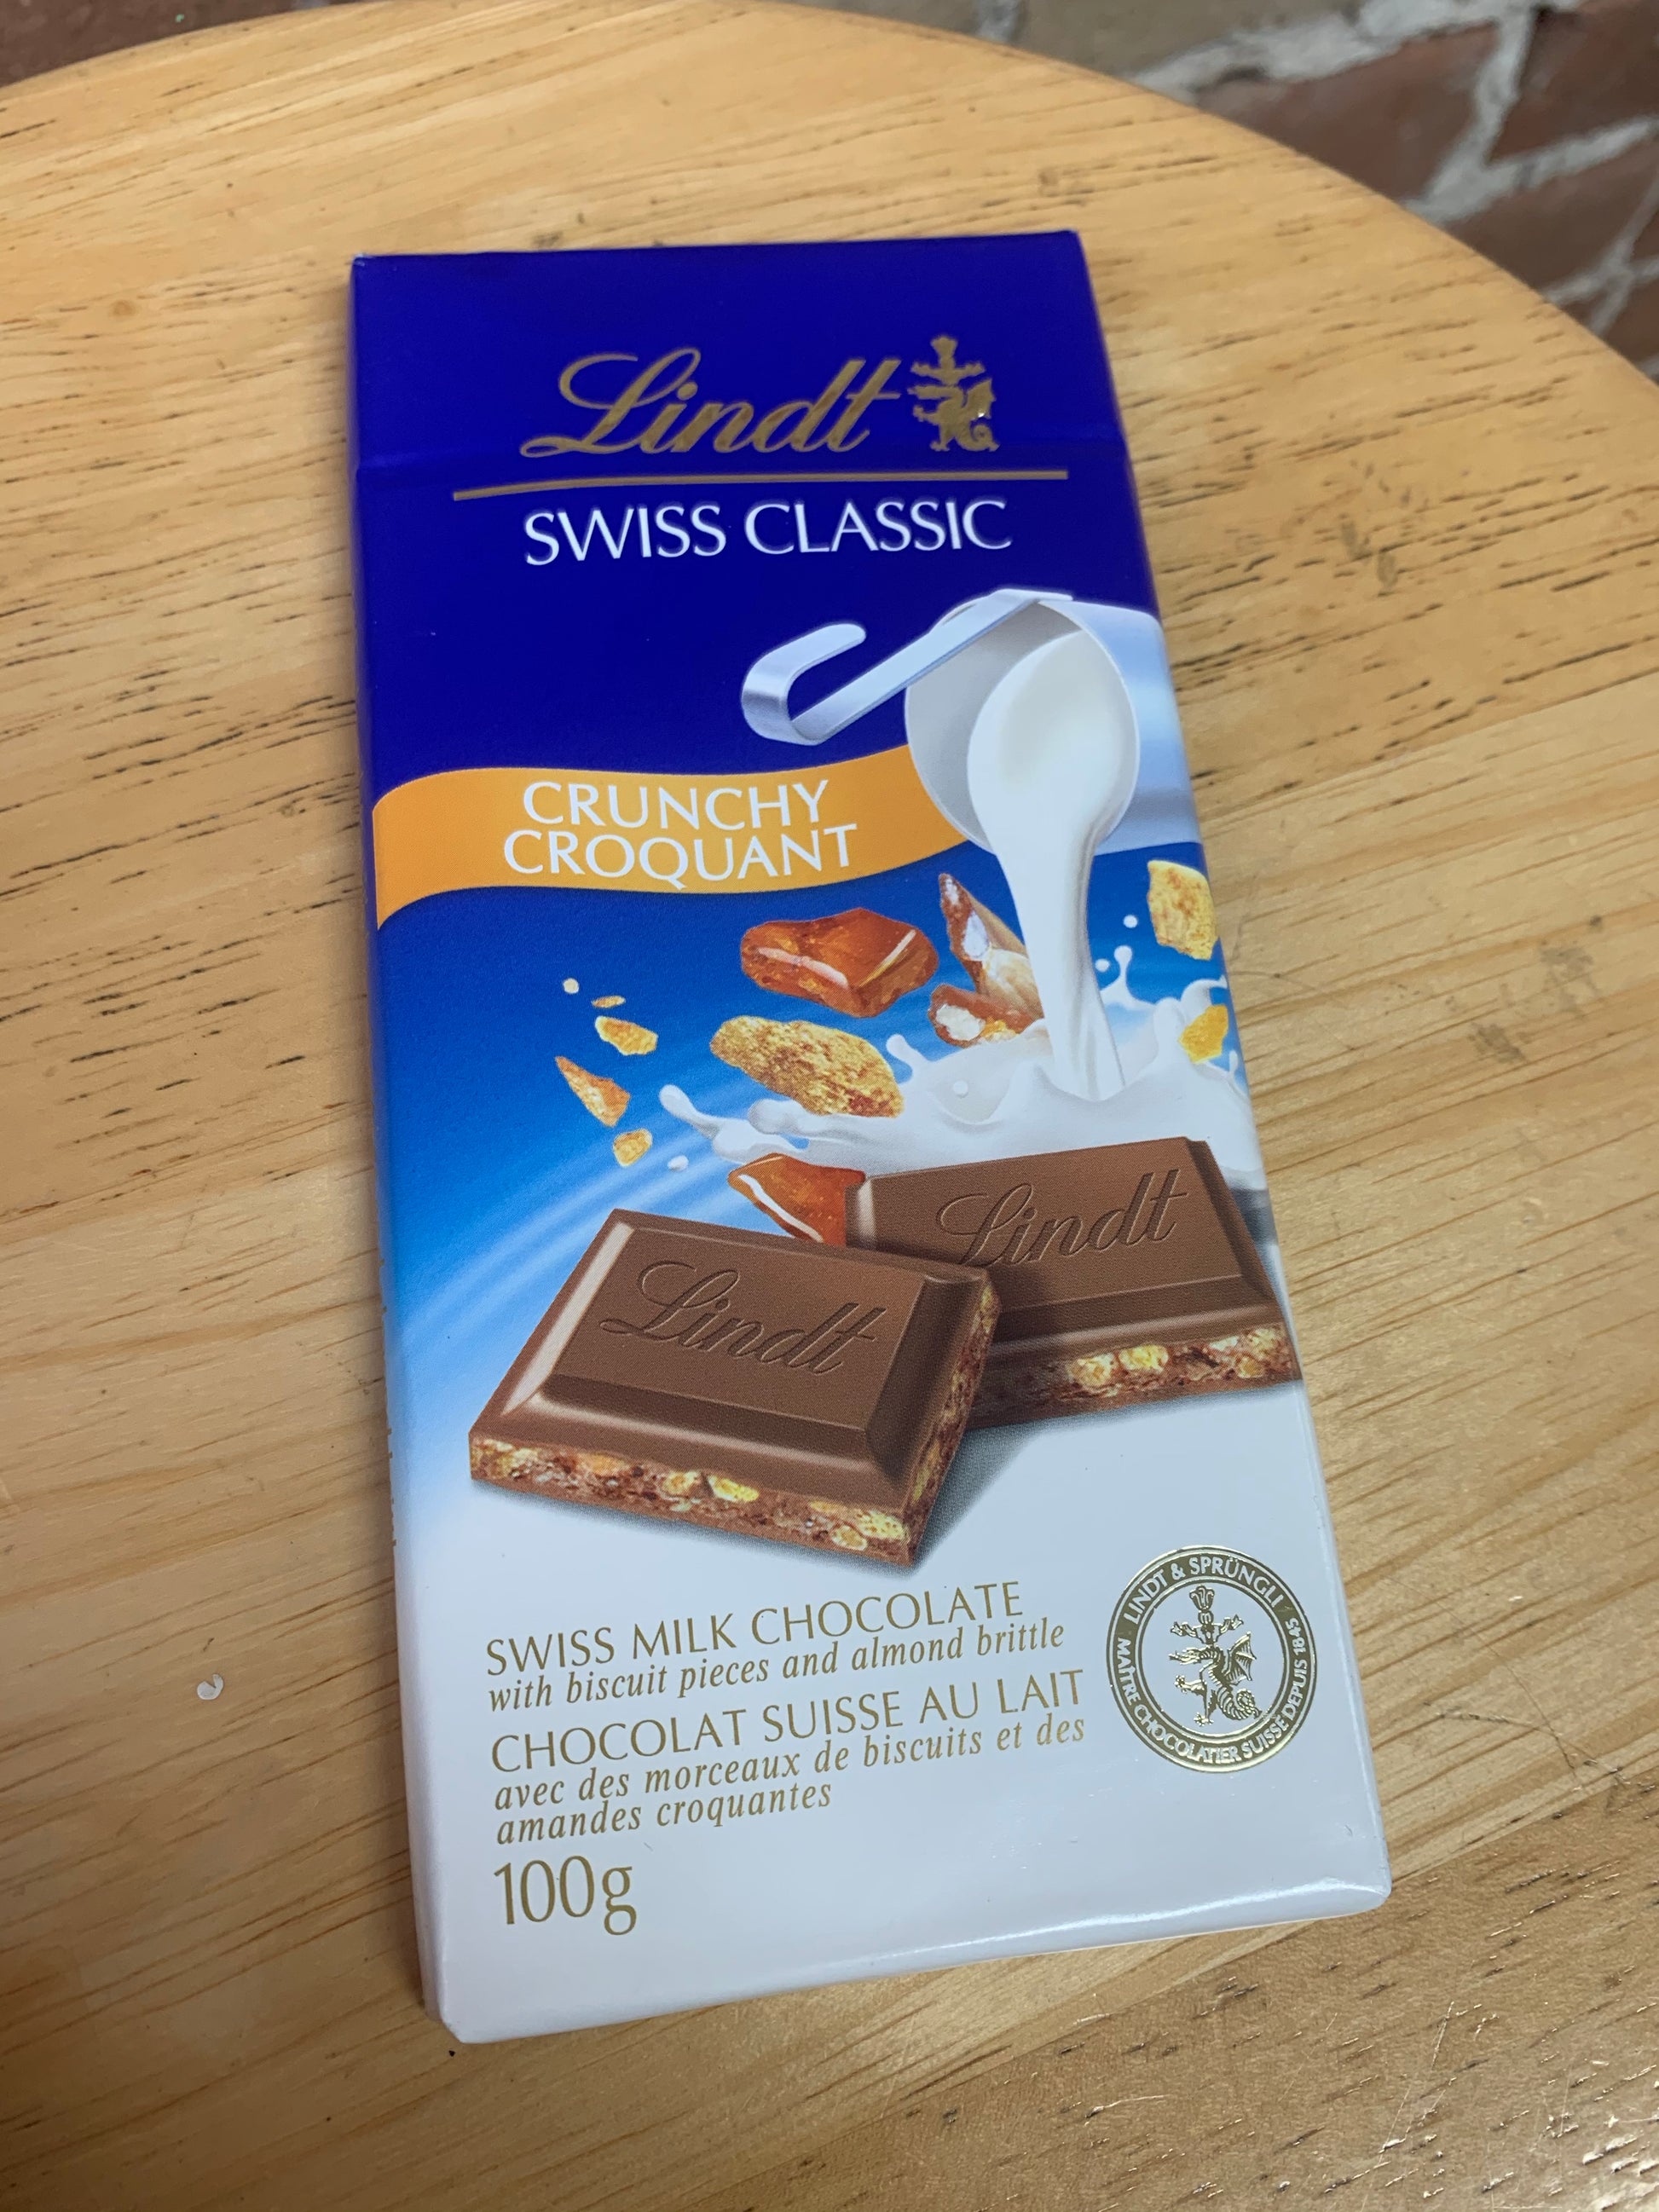 Lindt
SWISS CLASSIC
CRUNCHY
CROQUANT
Lindt
Lindt
SWISS MILK CHOCOLATE
with biscuit pieces and almond brittle
CHOCOLAT SUISSE AU LAIT
avec des morceaux de biscuits et des
amandes croquantes
100g
LINDT & SPRÜNGLI
MAÎTRE CHOCOLATIER SUISSE DEPUIS 1845